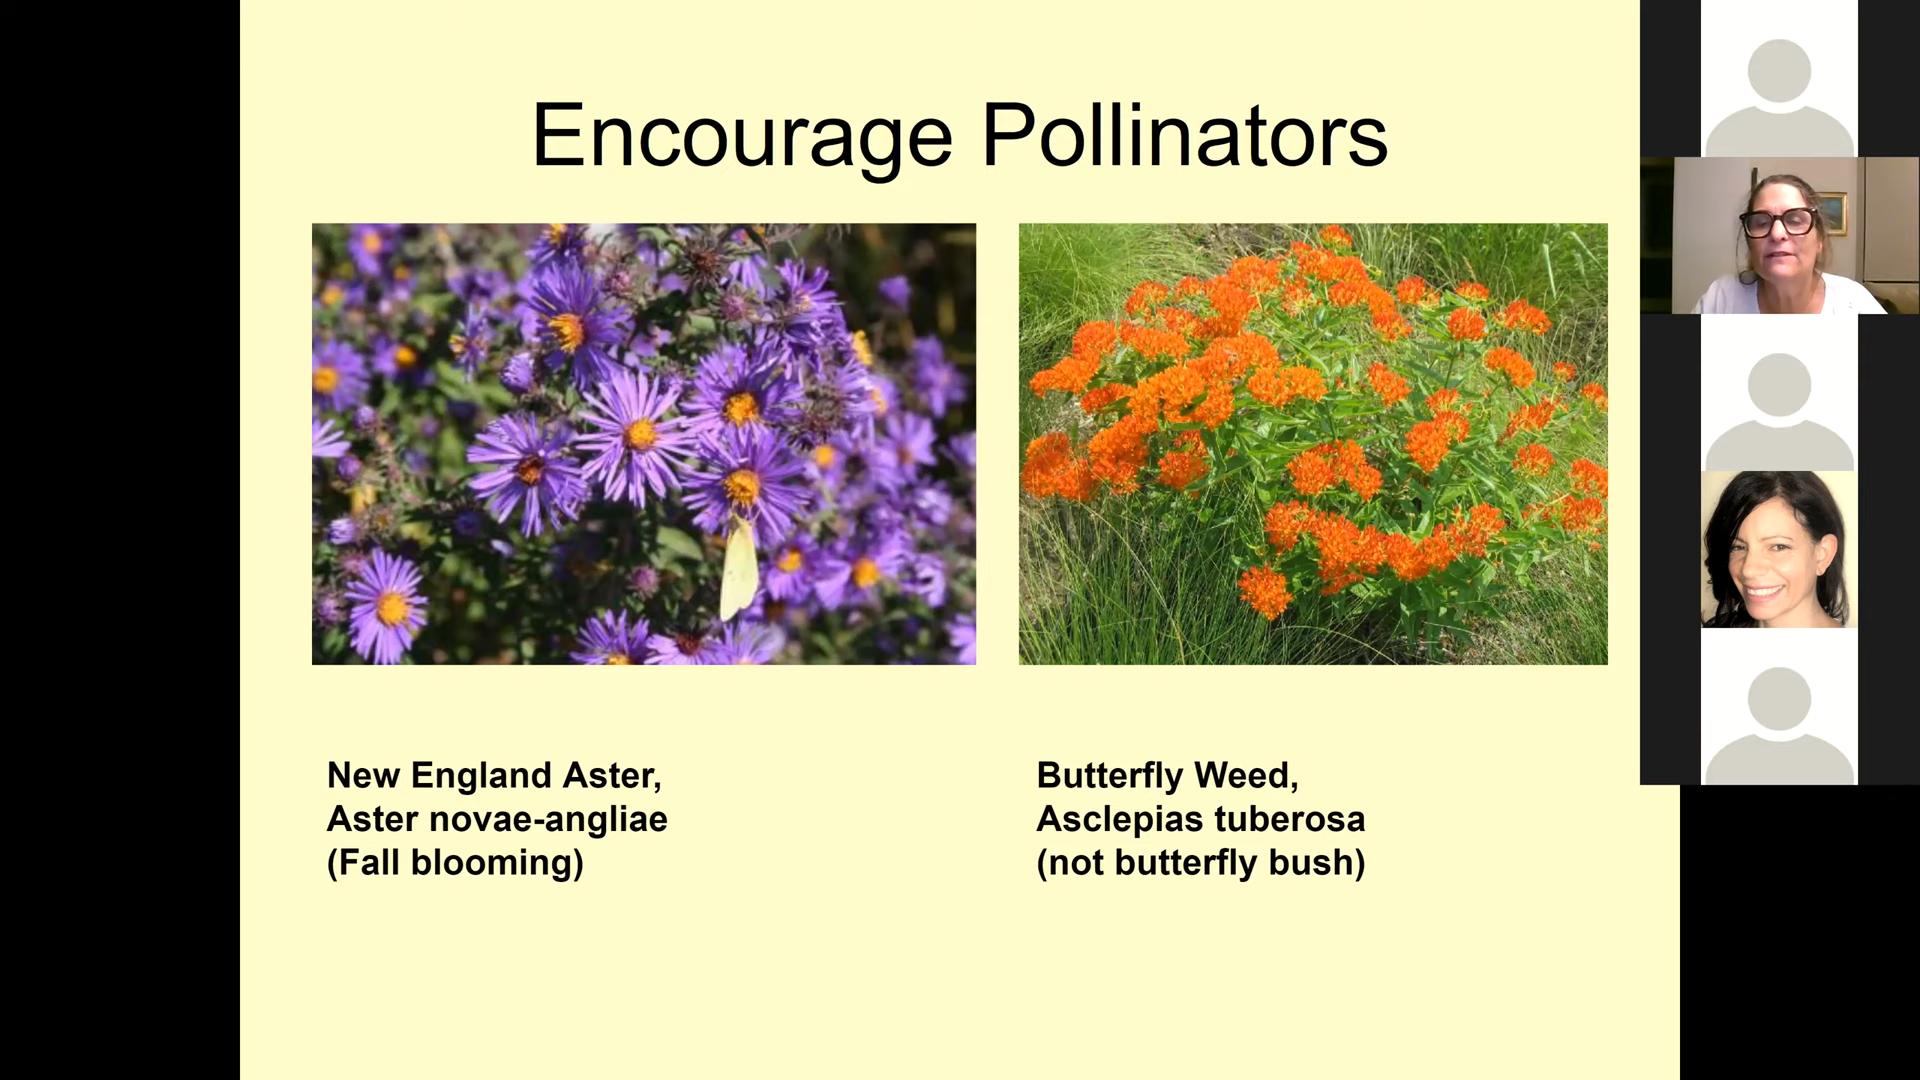 Encourage Pollinators
New England Aster,
Aster novae-angliae
(Fall blooming)
Butterfly Weed,
Asclepias tuberosa
(not butterfly bush)